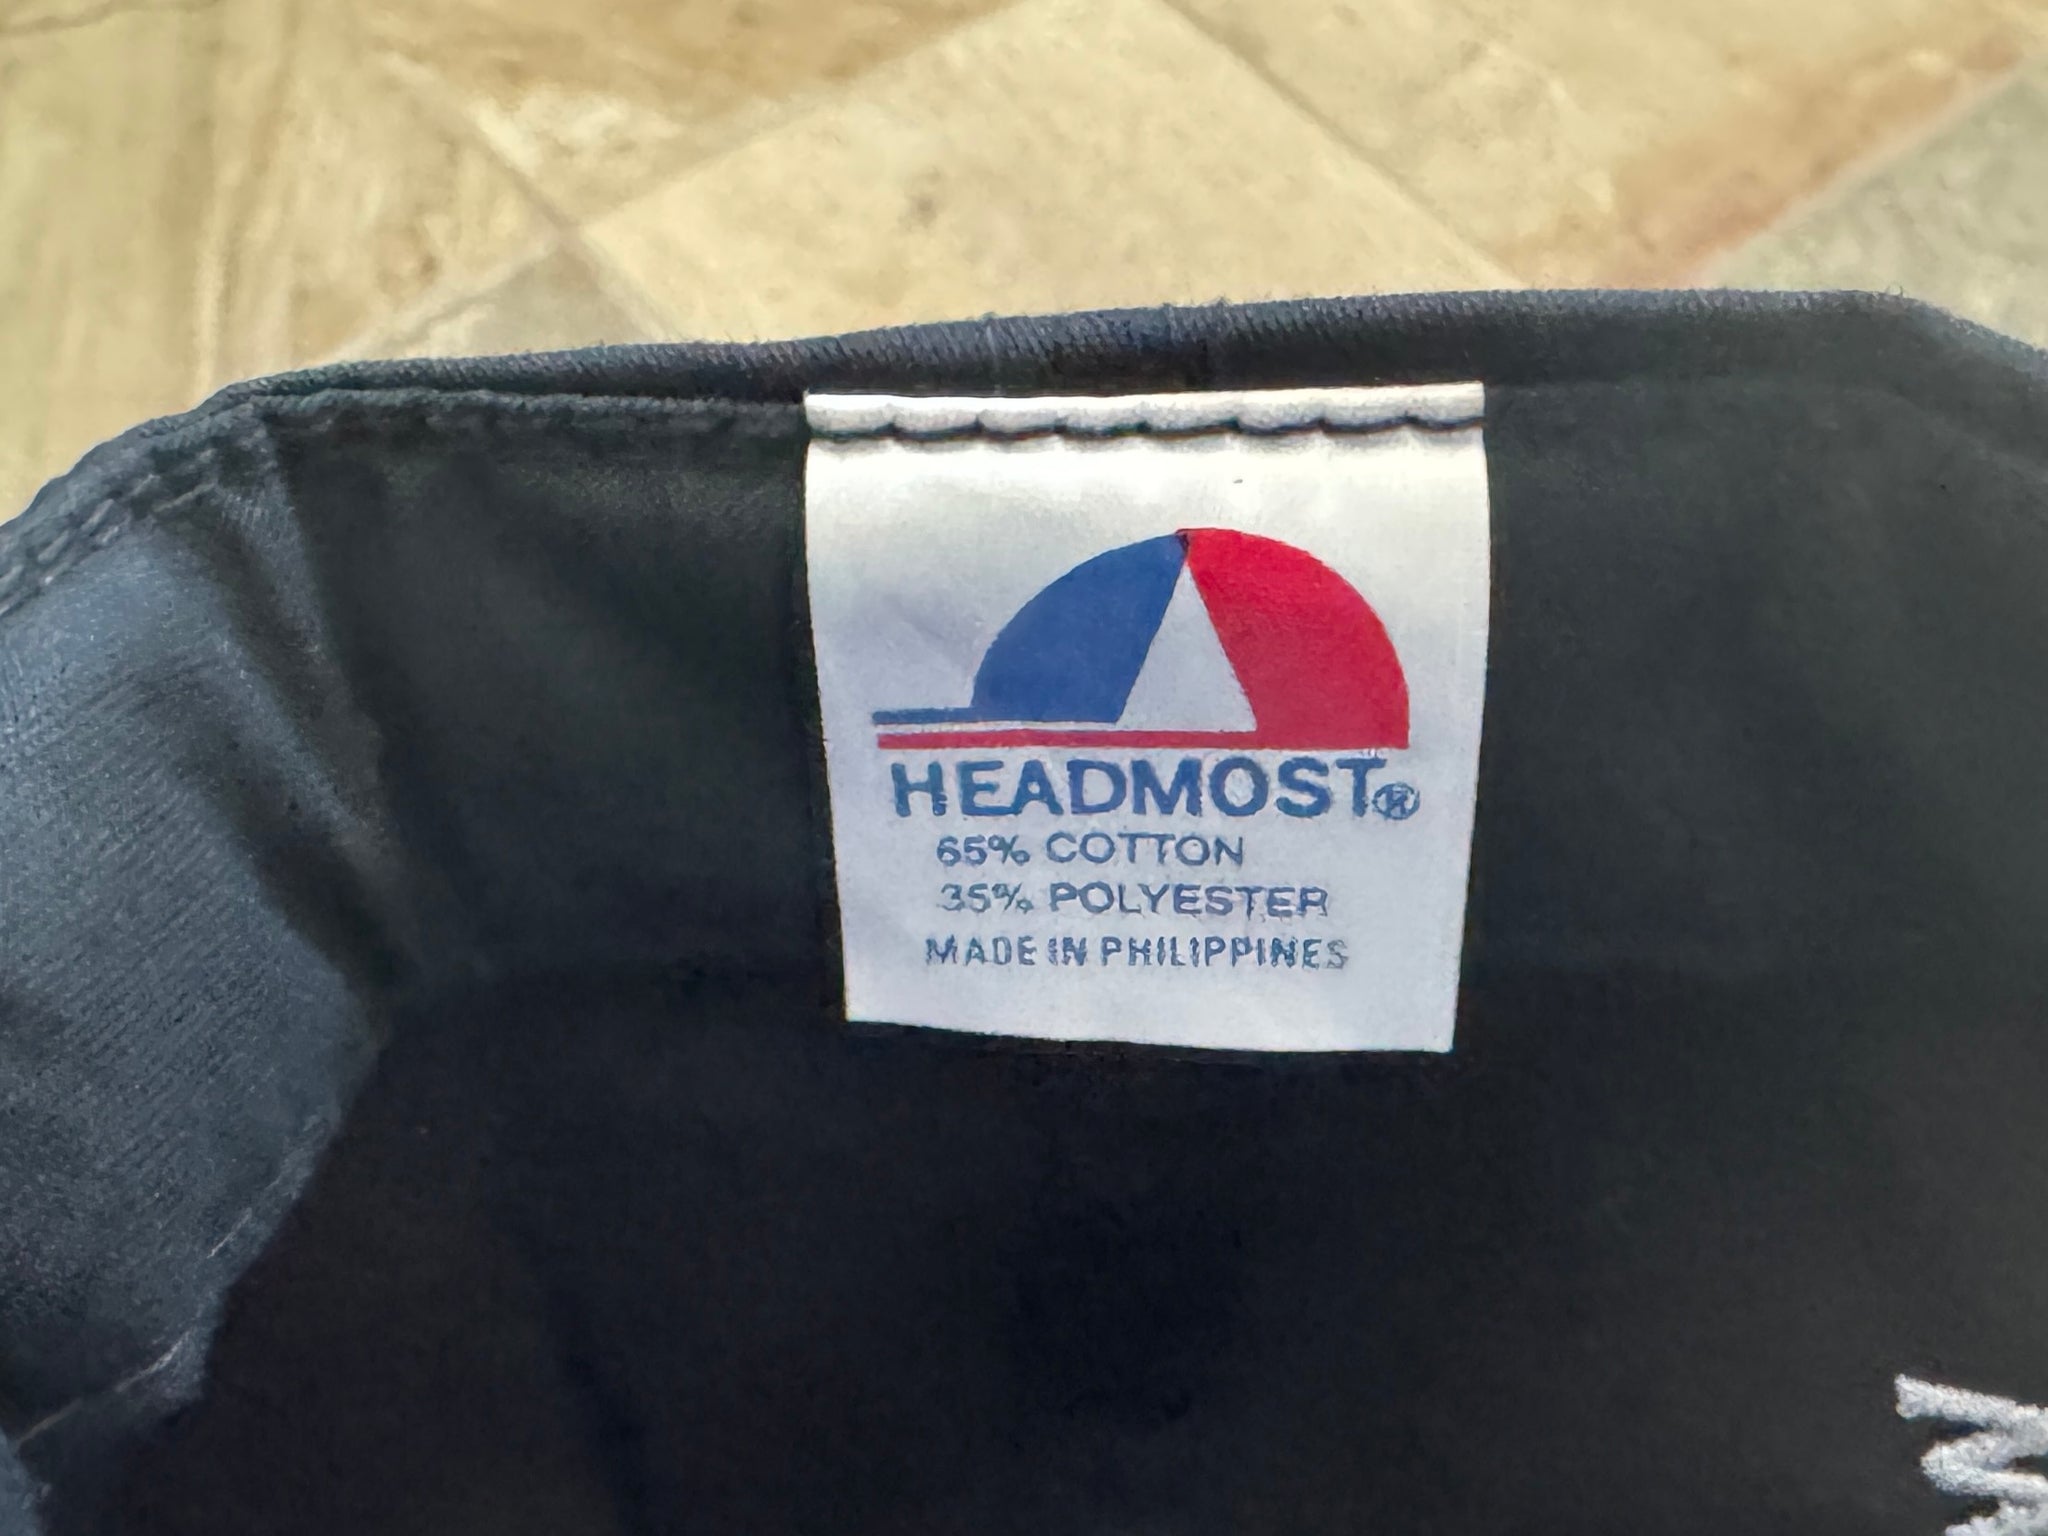 HEADMOST®
65% COTTON
35% POLYESTER
MADE IN PHILIPPINES